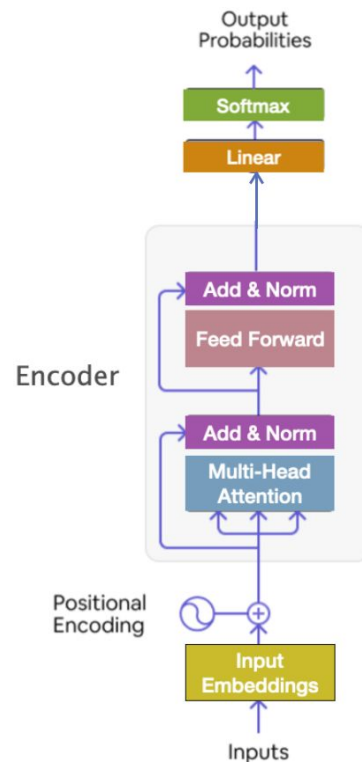 Output
Probabilities
Softmax
Linear
Add & Norm
Feed Forward
Encoder
Add & Norm
Multi-Head
Attention
Positional
Encoding
Input
Embeddings
Inputs